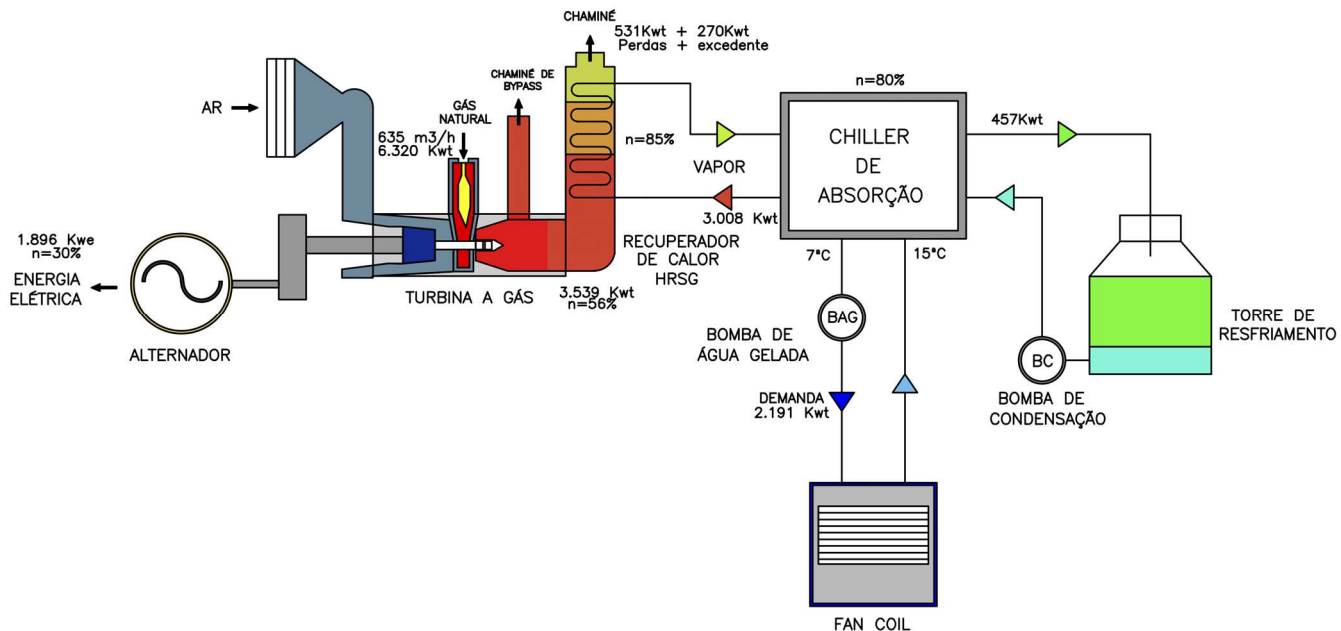 CHAMINÉ
531Kwt + 270Kwt
Perdas + excedente
CHAMINÉ DE
BYPASS
AR
GÁS
NATURAL
635 m3/h
6.320 Kwt
n=85%
VAPOR
n=80%
CHILLER
DE
ABSORÇÃO
457Kwt
3.008 Kwt
RECUPERADOR
DE CALOR
HRSG
7°C
15°C
1.896 Kwe
n=30%
ENERGIA
ELÉTRICA
ALTERNADOR
TURBINA A GÁS
3.539 Kwt
n=56%
BOMBA DE
ÁGUA GELADA
BAG
TORRE DE
RESFRIAMENTO
BC
BOMBA DE
CONDENSAÇÃO
DEMANDA
2.191 Kwt
FAN COIL